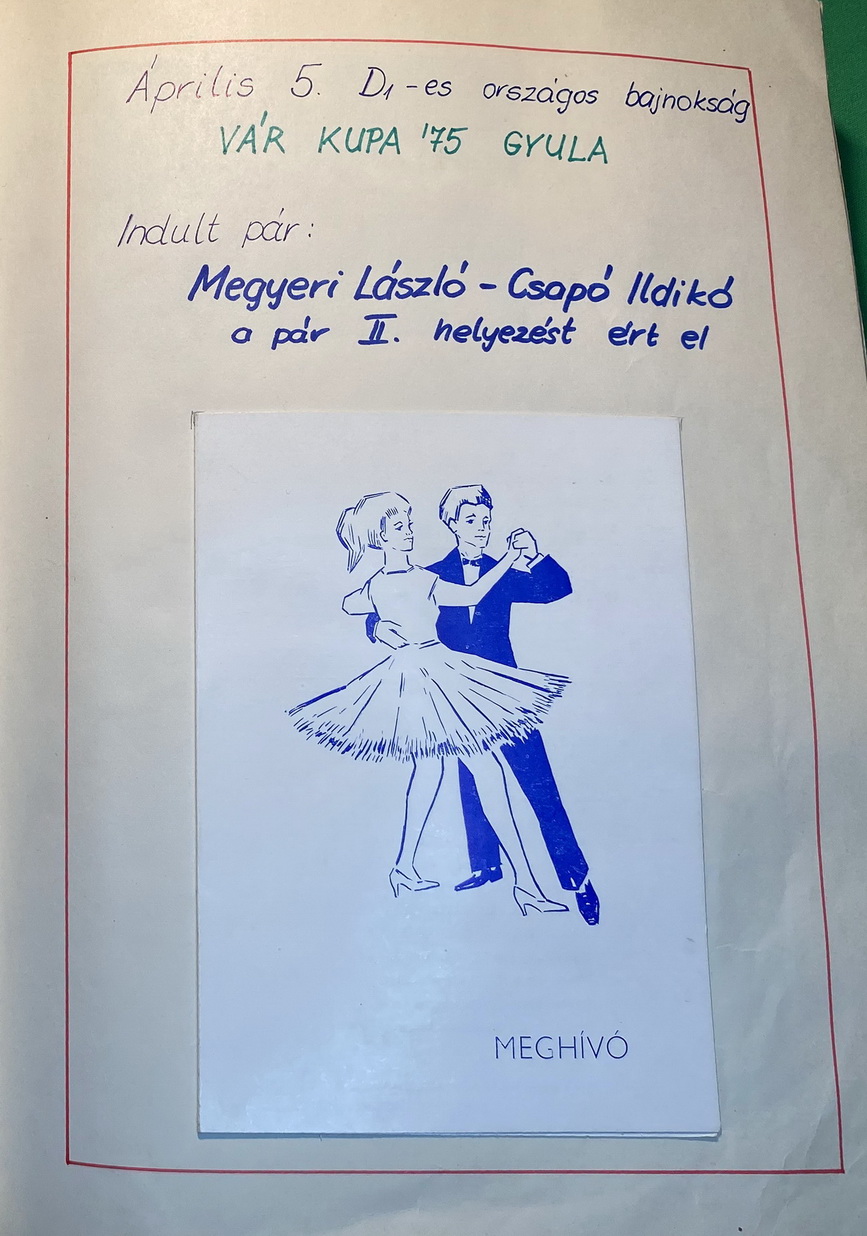 Április 5. D1-es országos bajnokság
VÁR KUPA '75 GYULA
Indult pár:
Megyeri László - Csapó Ildikó
a pár II. helyezést ért el
MEGHÍVÓ